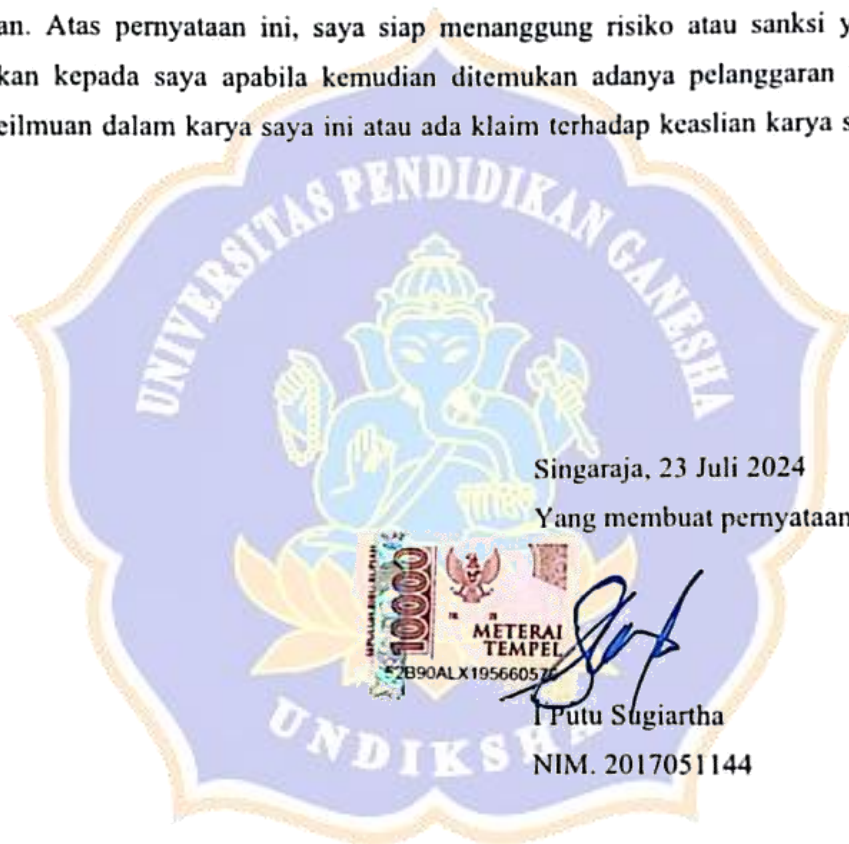 an. Atas pernyataan ini, saya siap menanggung risiko atau sanksi y
kan kepada saya apabila kemudian ditemukan adanya pelanggaran
eilmuan dalam karya saya ini atau ada klaim terhadap keaslian karya s
UNIVERSITAS PENDIDIKAN GANESHA
Singaraja, 23 Juli 2024
Yang membuat pernyataan
10000
METERAI
TEMPEL
I Putu Sugiartha
UNDIKSHA
NIM. 2017051144